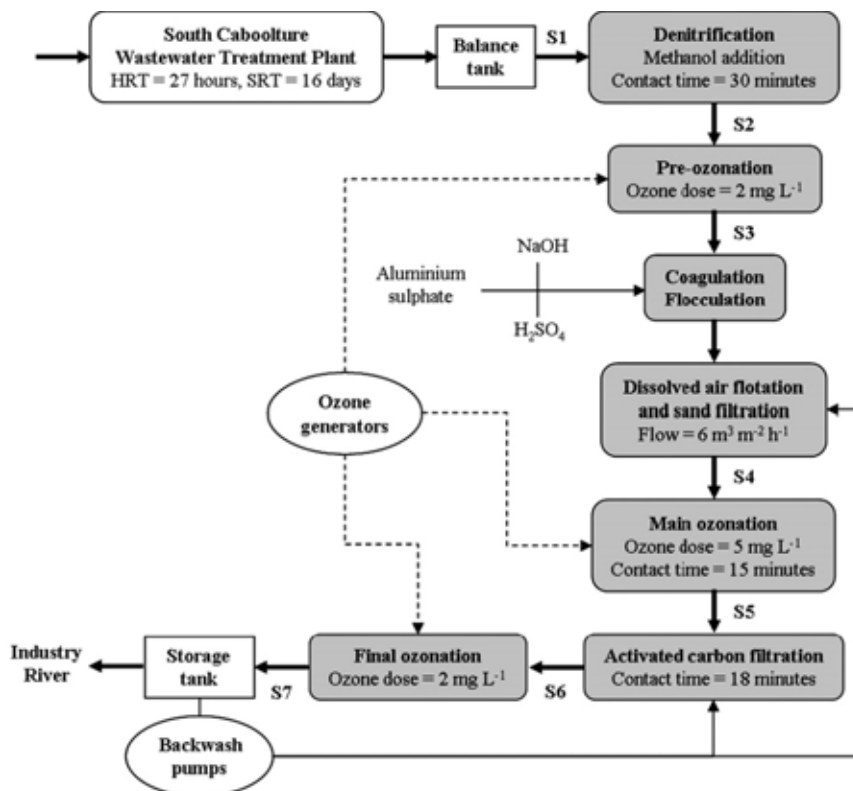 South Caboolture
Wastewater Treatment Plant
HRT = 27 hours, SRT = 16 days
Balance
tank
S1
Denitrification
Methanol addition
Contact time = 30 minutes
S2
Pre-ozonation
Ozone dose = 2 mg L⁻¹
S3
NaOH
Aluminium
sulphate
H₂SO₄
Coagulation
Flocculation
Ozone
generators
Dissolved air flotation
and sand filtration
Flow = 6 m³ m⁻² h⁻¹
S4
Main ozonation
Ozone dose = 5 mg L⁻¹
Contact time = 15 minutes
S5
Industry
River
Storage
tank
S7
Final ozonation
Ozone dose = 2 mg L⁻¹
S6
Activated carbon filtration
Contact time = 18 minutes
Backwash
pumps